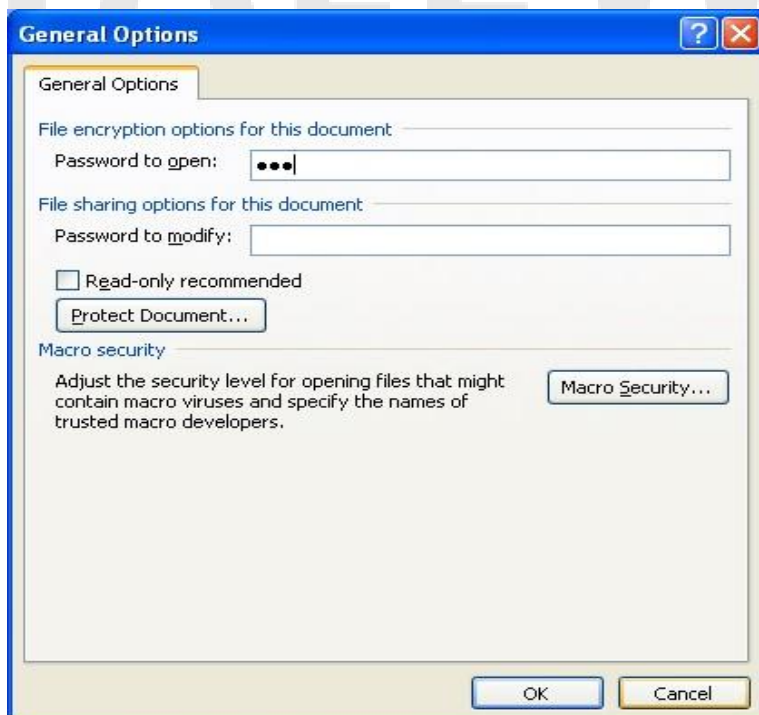 General Options
General Options
File encryption options for this document
Password to open: •••
File sharing options for this document
Password to modify:
Read-only recommended
Protect Document...
Macro security
Adjust the security level for opening files that might
contain macro viruses and specify the names of
trusted macro developers.
Macro Security...
OK Cancel